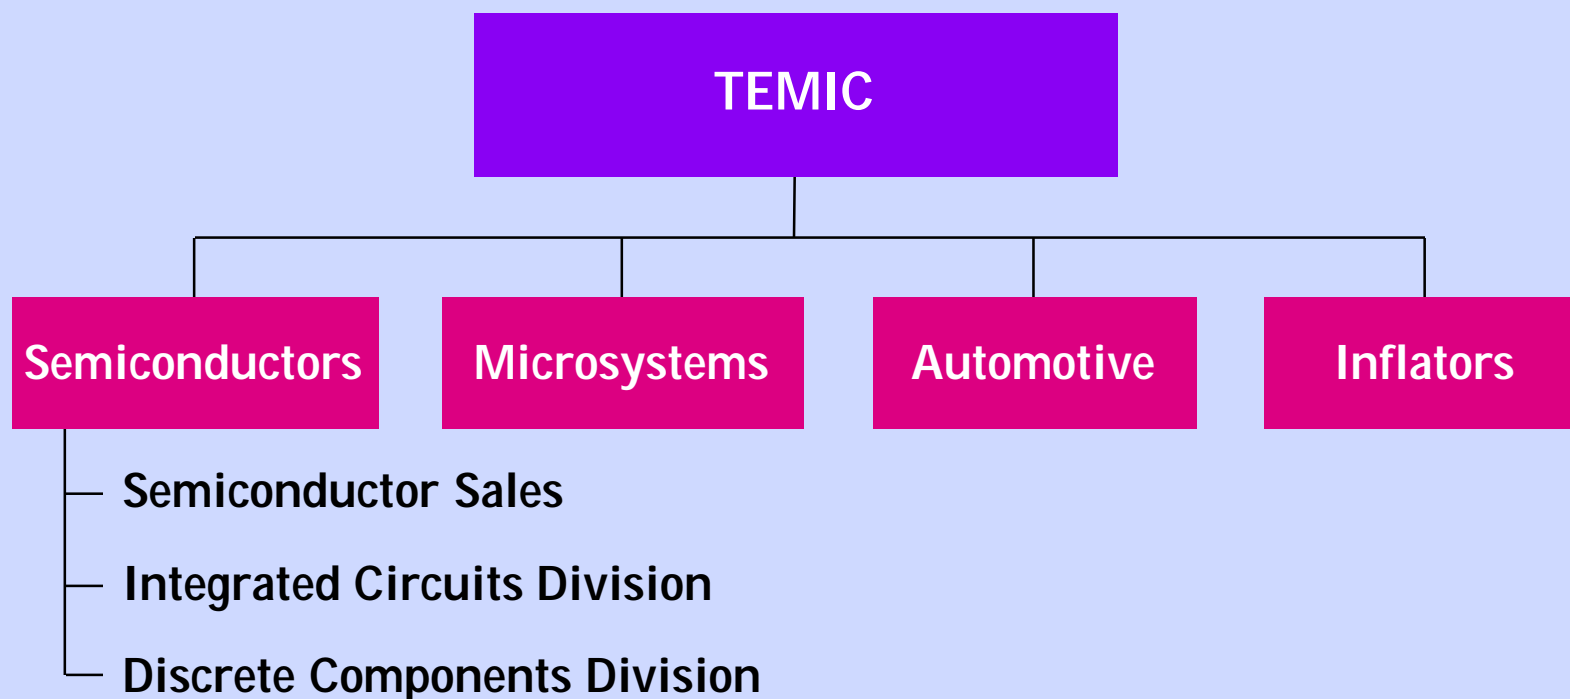 TEMIC
Semiconductors
Microsystems
Automotive
Inflators
Semiconductor Sales
Integrated Circuits Division
Discrete Components Division